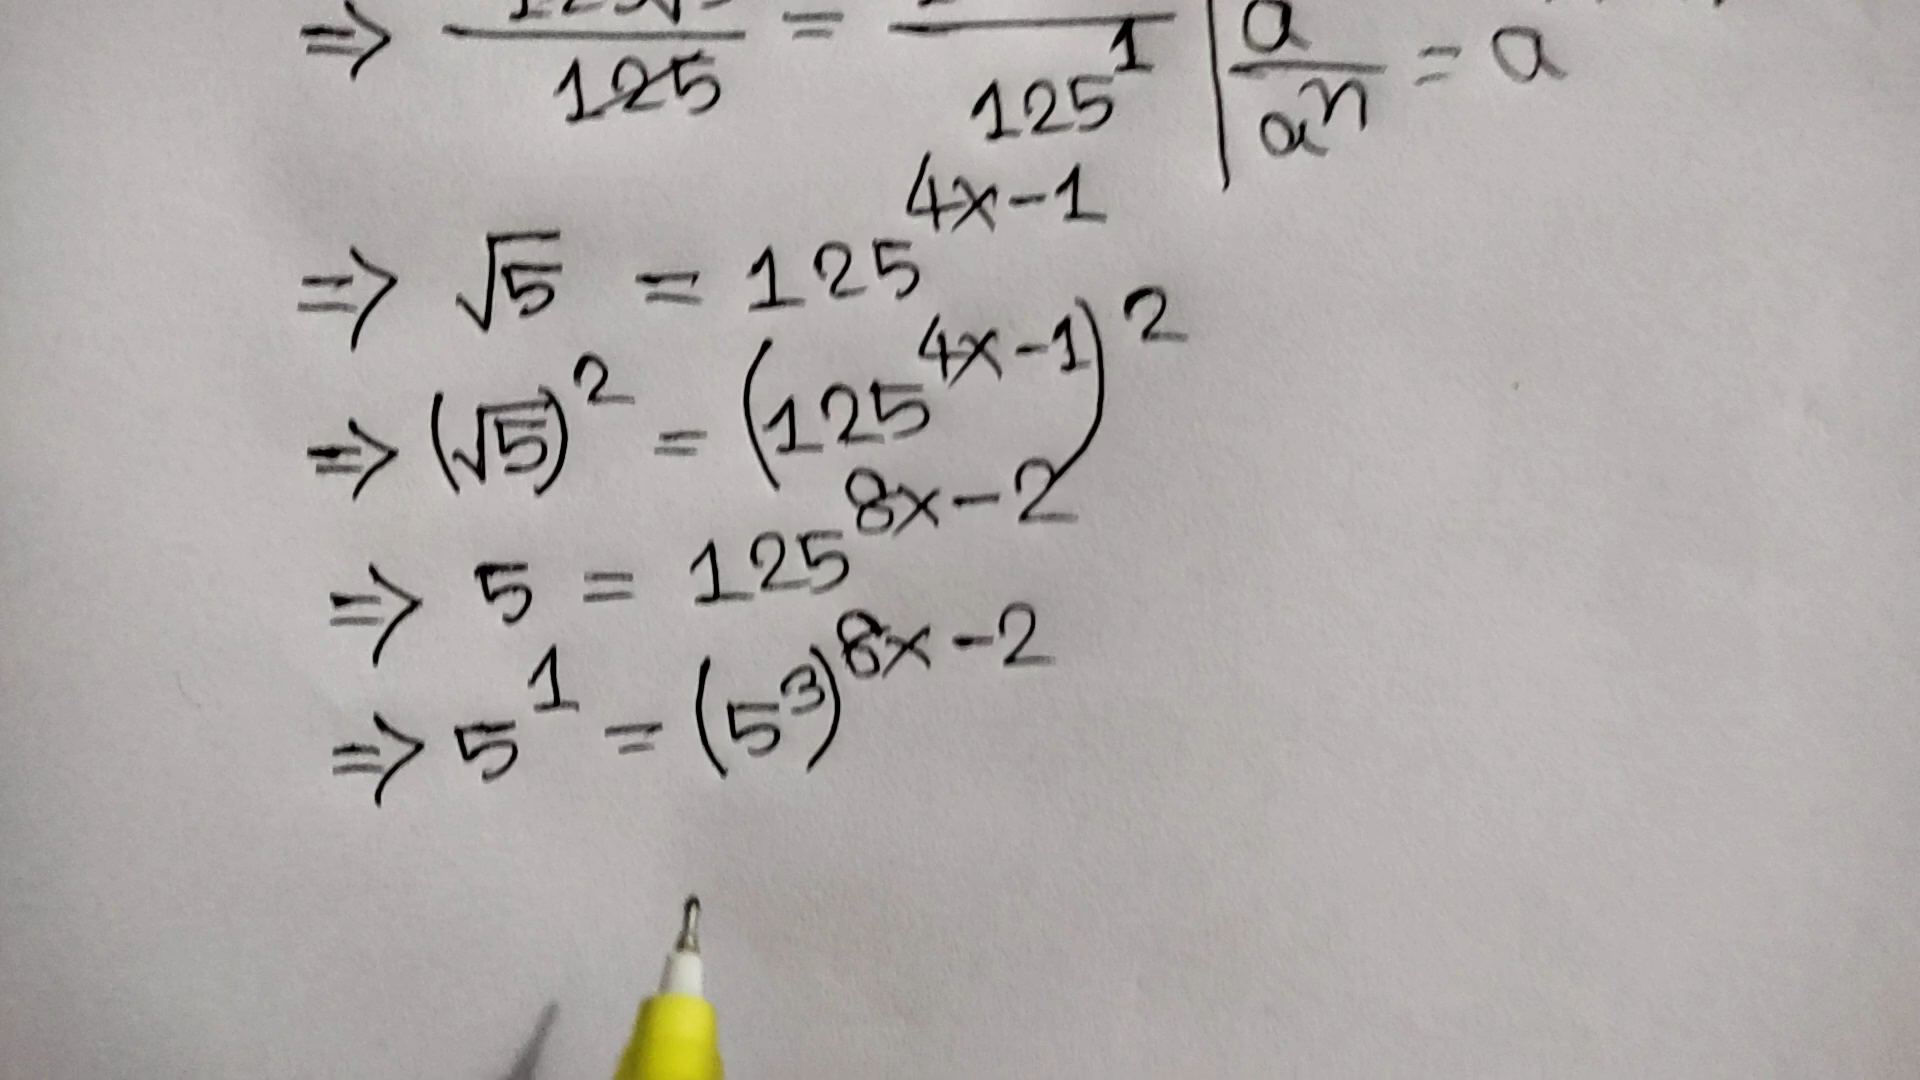 ⇒ /125 = /125^1 | a/a^n = a
⇒ √5 = 125^4x-1
⇒ (√5)^2 = (125^4x-1)^2
⇒ 5 = 125^8x-2
⇒ 5^1 = (5^3)^8x-2